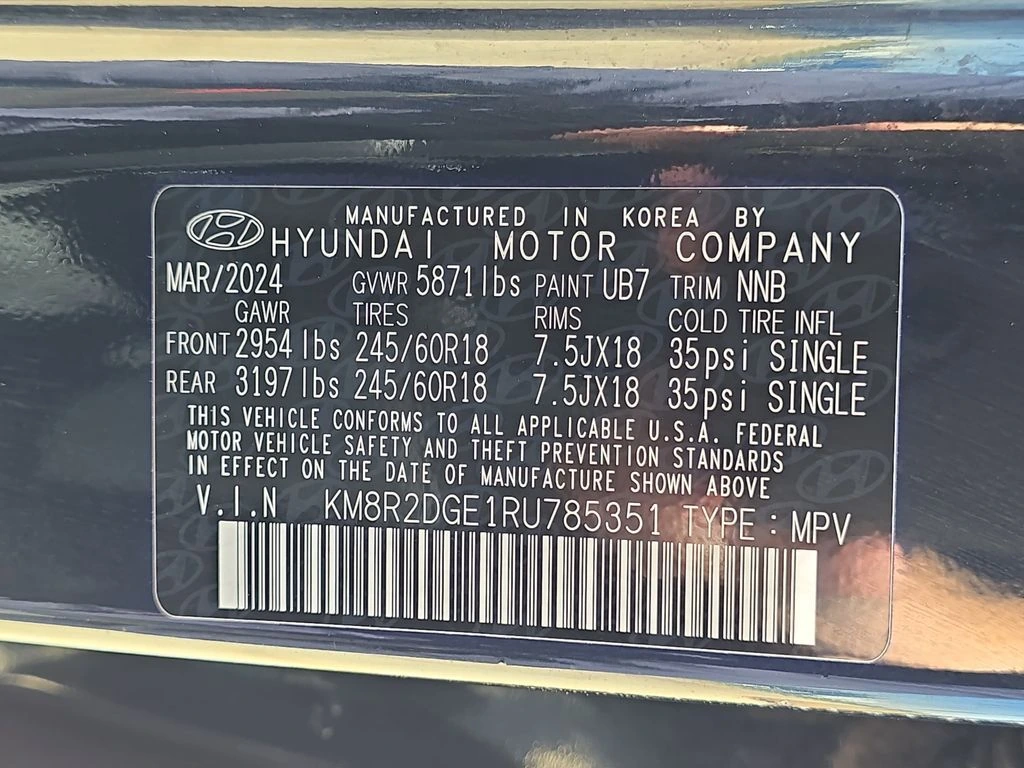 MANUFACTURED IN KOREA BY
HYUNDAI MOTOR COMPANY
MAR/2024 GVWR 5871lbs PAINT UB7 TRIM NNB
GAWR TIRES RIMS COLD TIRE INFL
FRONT 2954lbs 245/60R18 7.5JX18 35psi SINGLE
REAR 3197lbs 245/60R18 7.5JX18 35psi SINGLE
THIS VEHICLE CONFORMS TO ALL APPLICABLE U.S.A. FEDERAL
MOTOR VEHICLE SAFETY AND THEFT PREVENTION STANDARDS
IN EFFECT ON THE DATE OF MANUFACTURE SHOWN ABOVE
V.I.N KM8R2DGE1RU785351 TYPE : MPV